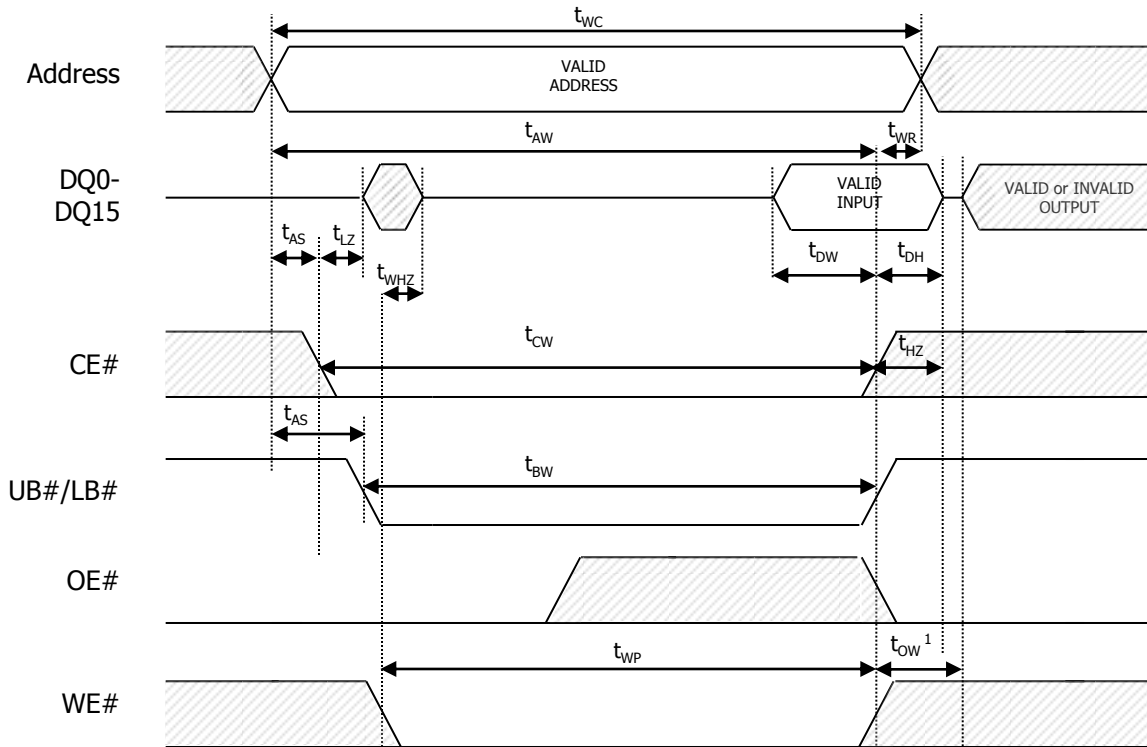 tWC
Address
VALID
ADDRESS
tAW
tWR
DQ0-
DQ15
VALID
INPUT
VALID or INVALID
OUTPUT
tAS
tLZ
tWHZ
tDW
tDH
CE#
tCW
tHZ
tAS
UB#/LB#
tBW
OE#
tWP
tOW 1
WE#